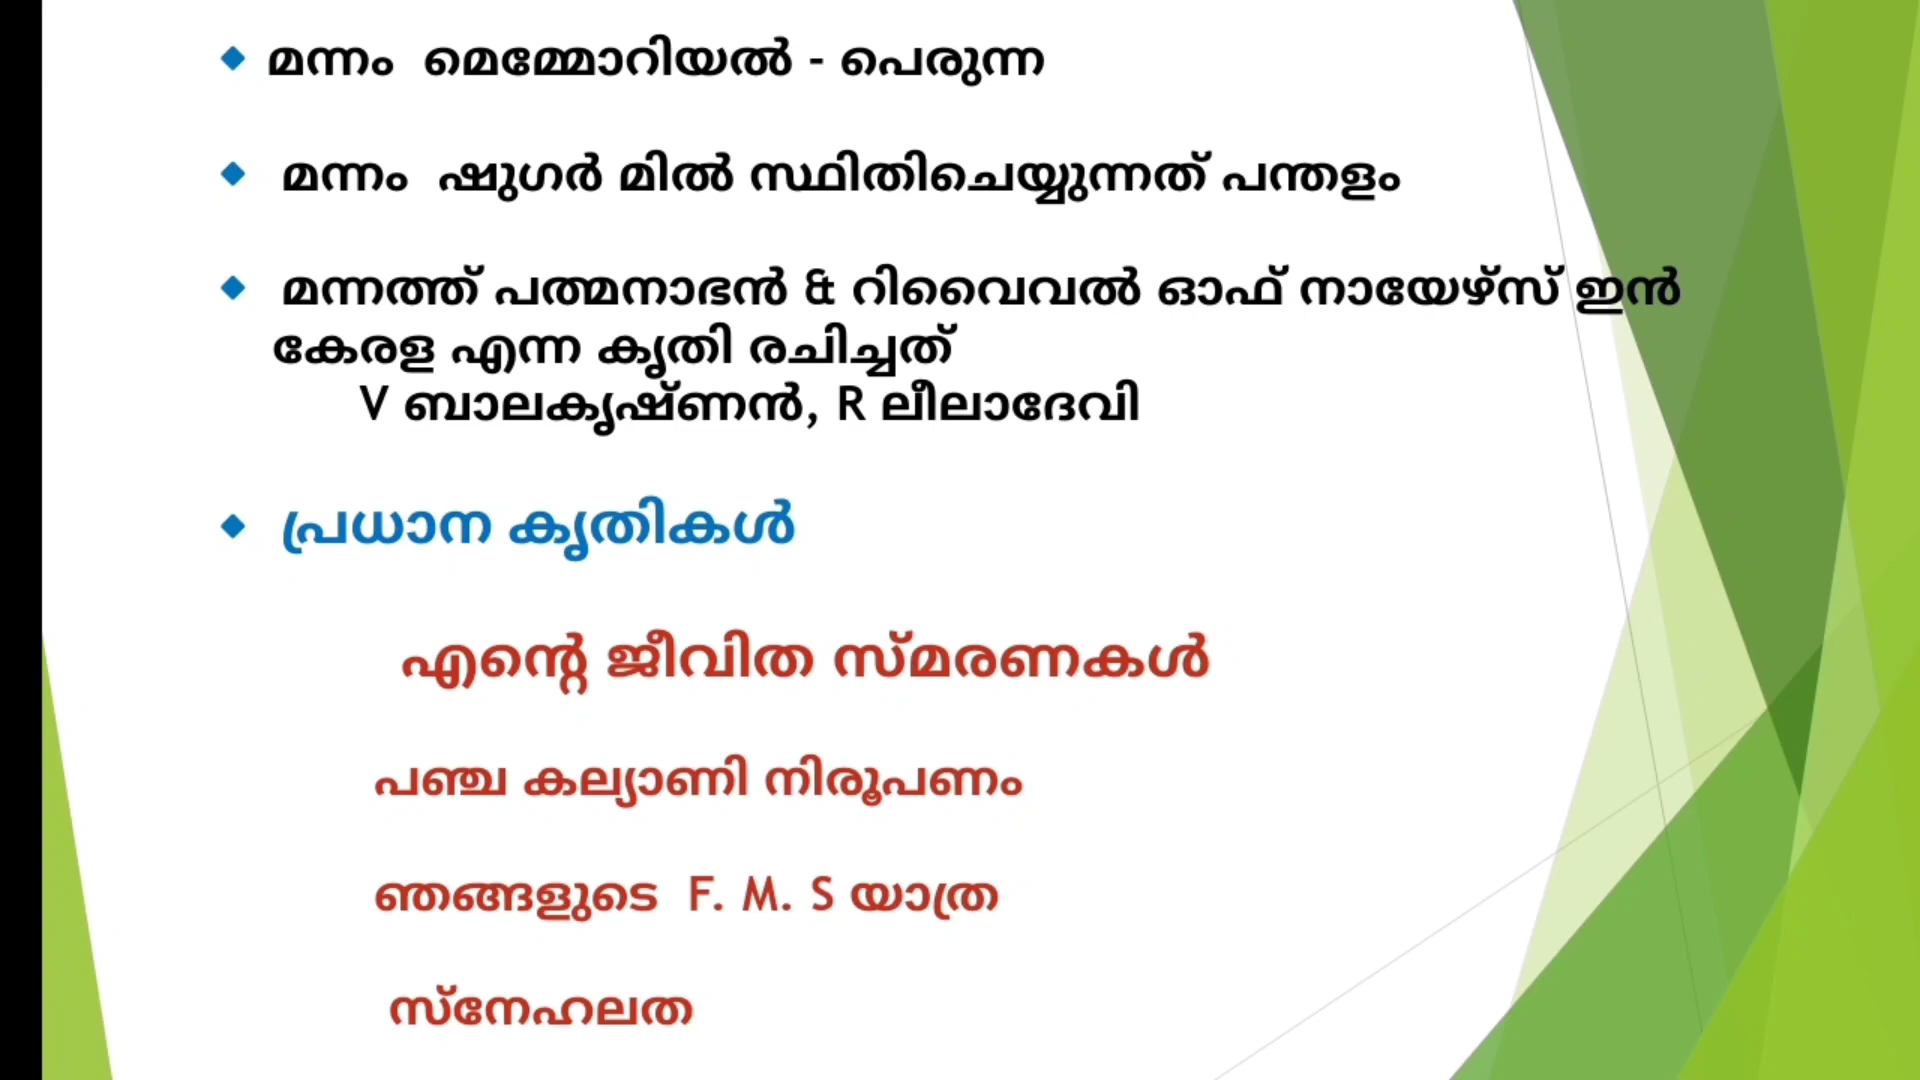 മന്നം മെമ്മോറിയൽ - പെരുന്ന
മന്നം ഷുഗർ മിൽ സ്ഥിതിചെയ്യുന്നത് പന്തളം
മന്നത്ത് പത്മനാഭൻ & റിവൈവൽ ഓഫ് നായേഴ്സ് ഇൻ
കേരള എന്ന കൃതി രചിച്ചത്
V ബാലകൃഷ്ണൻ, R ലീലാദേവി
പ്രധാന കൃതികൾ
എന്റെ ജീവിത സ്മരണകൾ
പഞ്ച കല്യാണി നിരൂപണം
ഞങ്ങളുടെ F. M. S യാത്ര
സ്നേഹലത